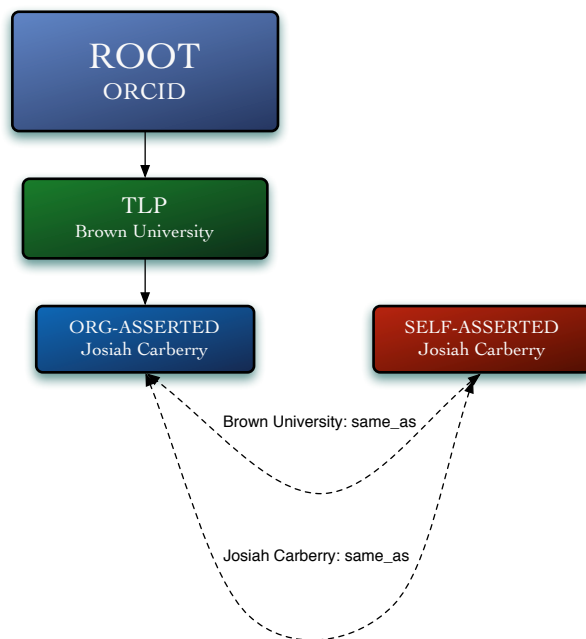 ROOT
ORCID
TLP
Brown University
ORG-ASSERTED
Josiah Carberry
SELF-ASSERTED
Josiah Carberry
Brown University: same_as
Josiah Carberry: same_as